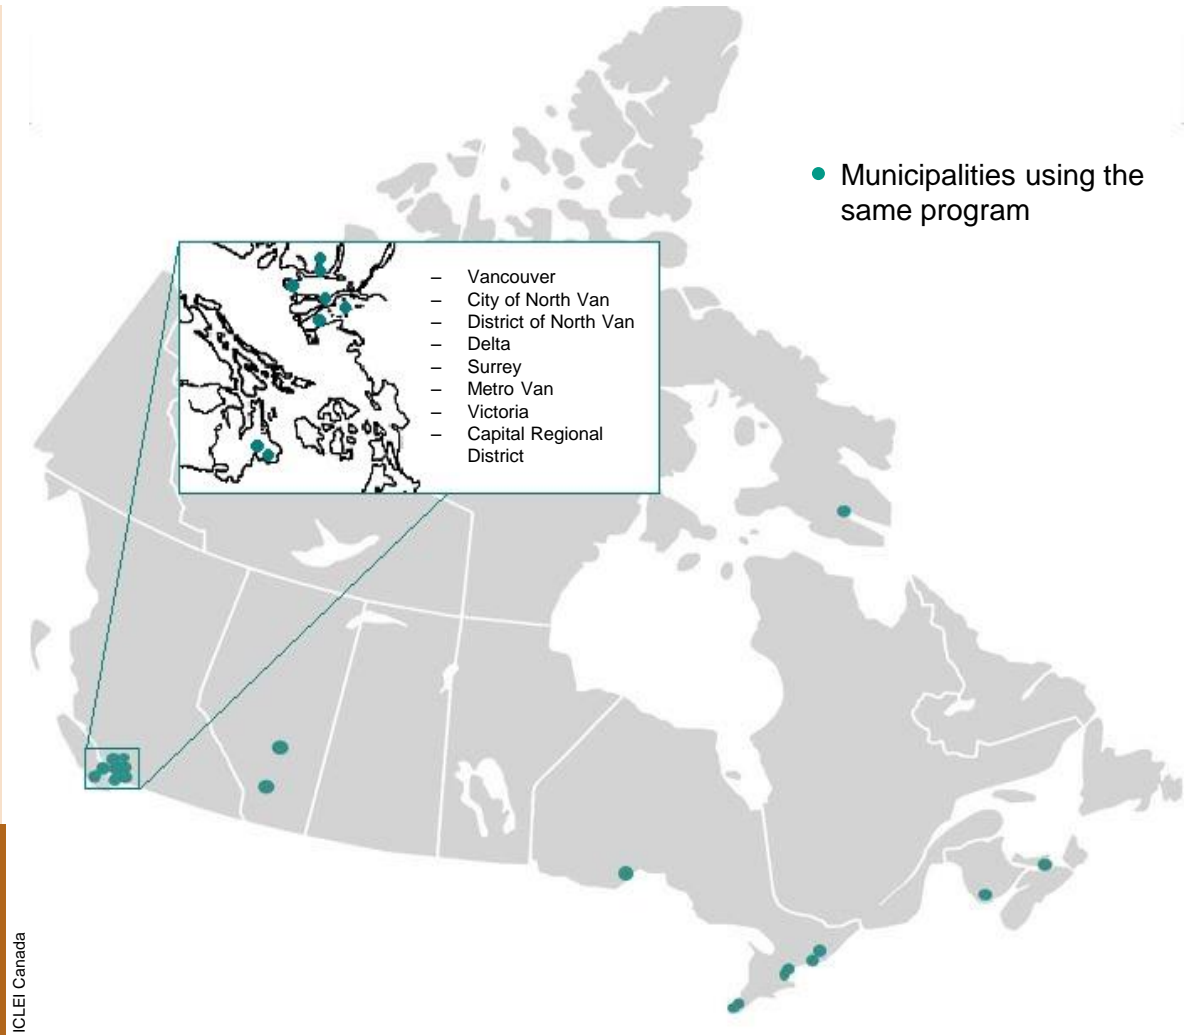 Municipalities using the
same program
– Vancouver
– City of North Van
– District of North Van
– Delta
– Surrey
– Metro Van
– Victoria
– Capital Regional
District
ICLEI Canada